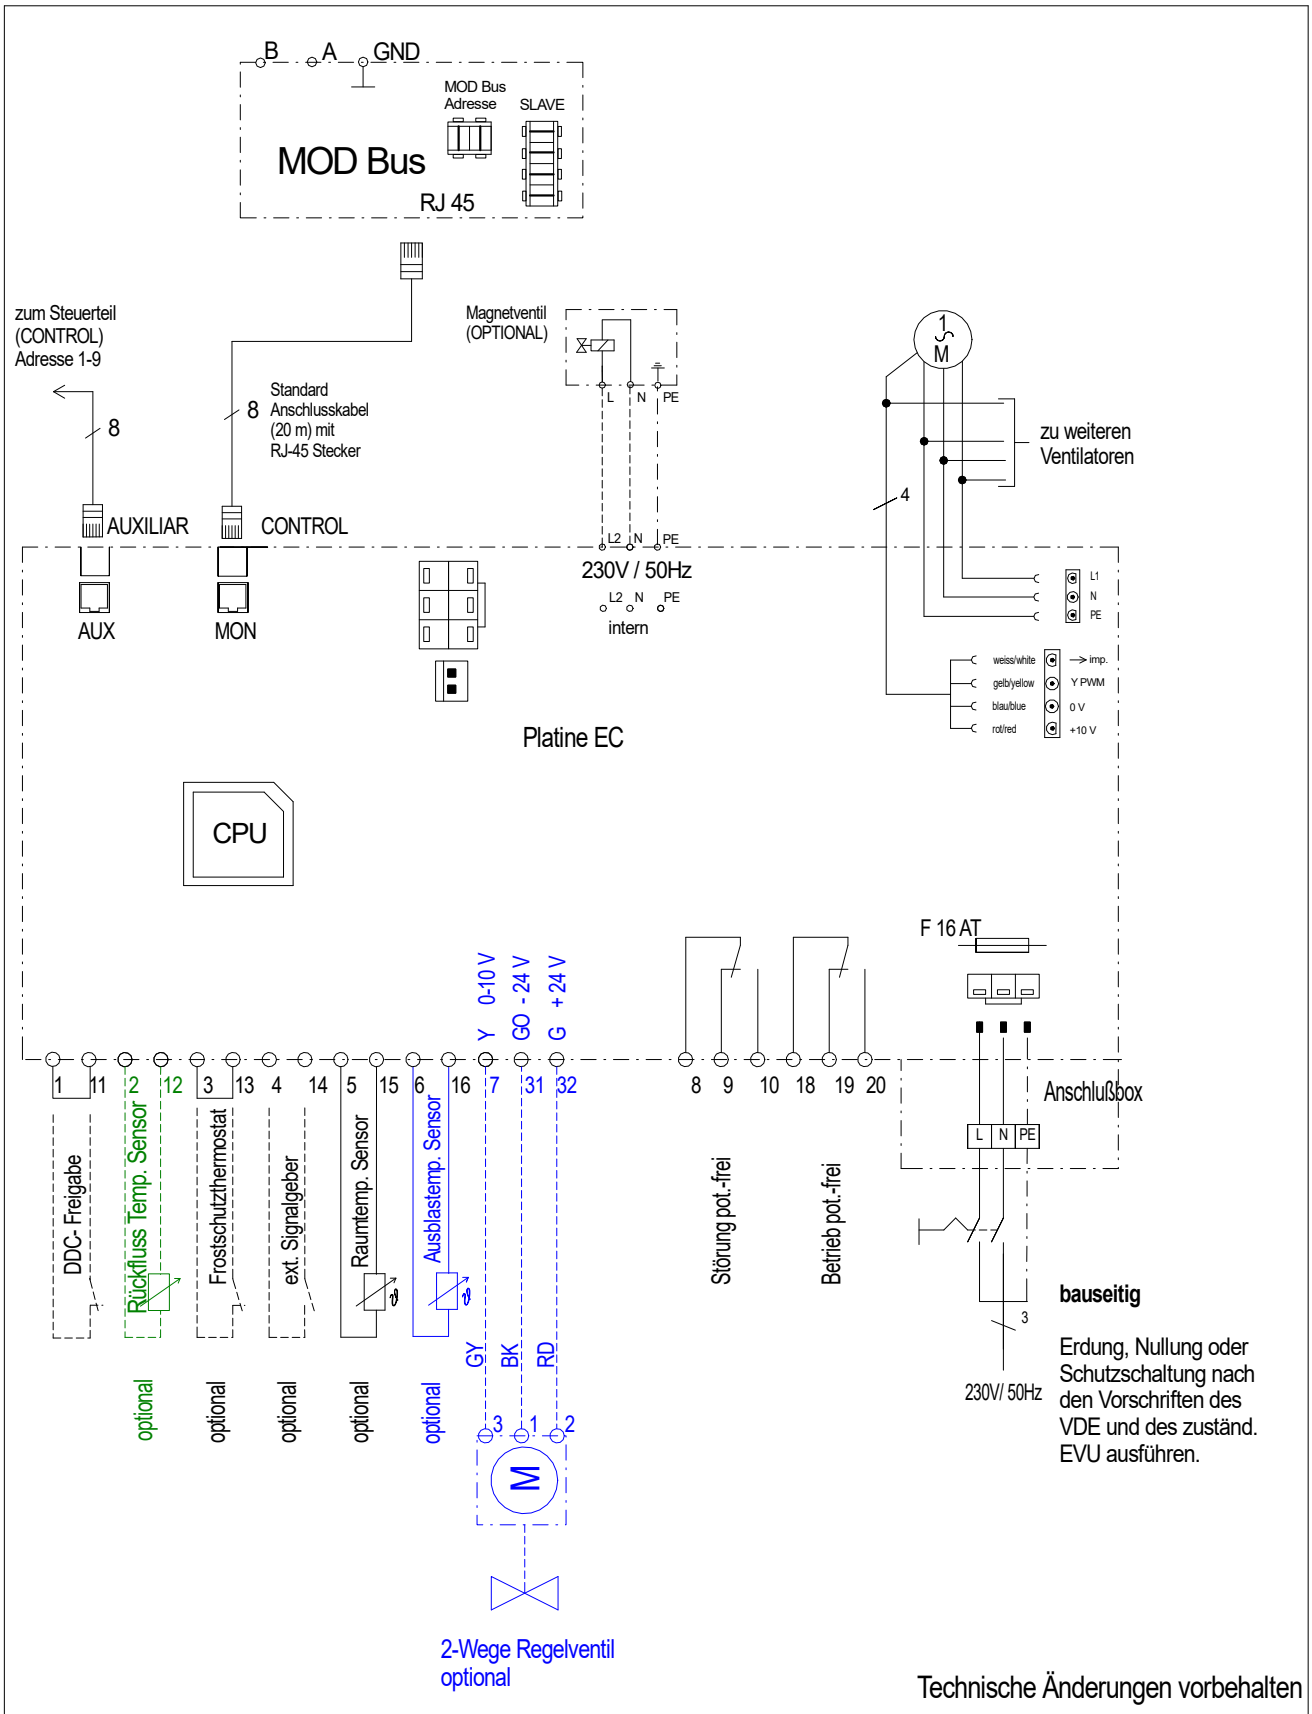 B A GND
MOD Bus
Adresse
SLAVE
MOD Bus
RJ 45
zum Steuerteil
(CONTROL)
Adresse 1-9
8
8
Standard
Anschlusskabel
(20 m) mit
RJ-45 Stecker
Magnetventil
(OPTIONAL)
L N PE
1
M
zu weiteren
Ventilatoren
4
AUXILIAR
CONTROL
L2 N PE
230V / 50Hz
L2 N PE
intern
AUX
MON
L1
N
PE
weiss/white imp.
gelb/yellow Y PWM
blau/blue 0 V
rot/red +10 V
Platine EC
CPU
F 16 AT
Y 0-10 V
GO - 24 V
G + 24 V
1 11 2 12 3 13 4 14 5 15 6 16 7 31 32 8 9 10 18 19 20
Anschlußbox
L N PE
DDC- Freigabe
Rückfluss Temp. Sensor
Frostschutzthermostat
ext. Signalgeber
Raumtemp. Sensor
Ausblastemp. Sensor
Störung pot.-frei
Betrieb pot.-frei
ϑ
ϑ
GY
BK
RD
optional
optional
optional
optional
optional
3 1 2
M
3
230V/ 50Hz
bauseitig
Erdung, Nullung oder
Schutzschaltung nach
den Vorschriften des
VDE und des zuständ.
EVU ausführen.
2-Wege Regelventil
optional
Technische Änderungen vorbehalten